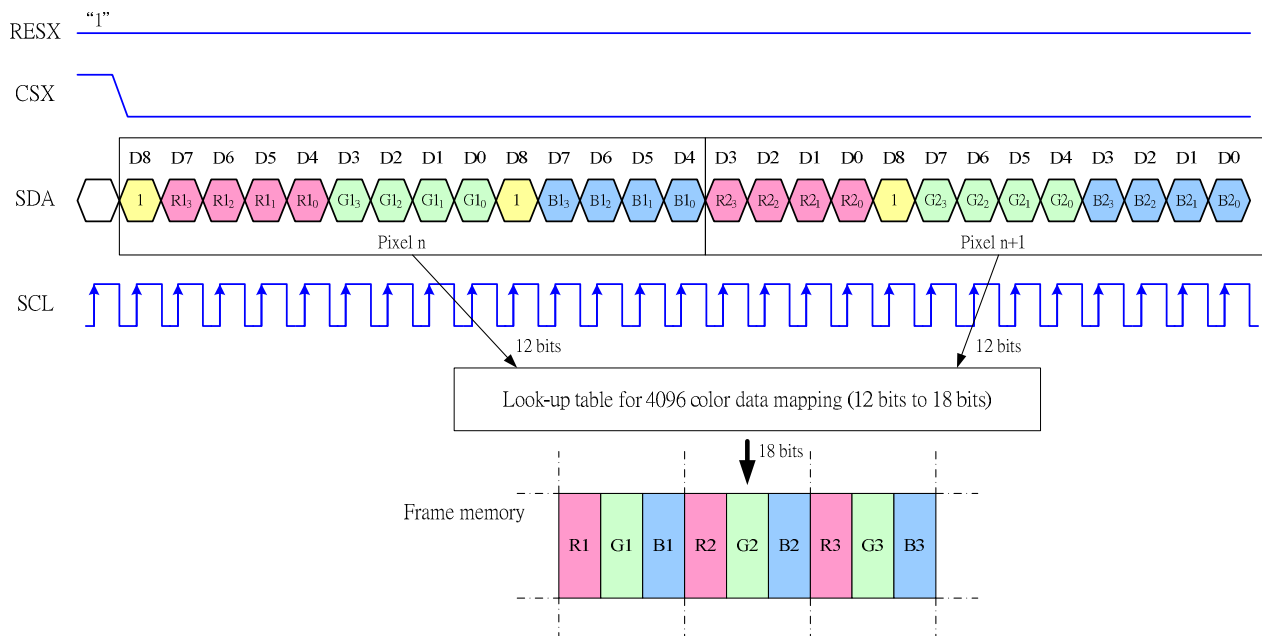 "1"
RESX
CSX
D8 D7 D6 D5 D4 D3 D2 D1 D0 D8 D7 D6 D5 D4 D3 D2 D1 D0 D8 D7 D6 D5 D4 D3 D2 D1 D0
SDA 1 R1₃ R1₂ R1₁ R1₀ G1₃ G1₂ G1₁ G1₀ 1 B1₃ B1₂ B1₁ B1₀ R2₃ R2₂ R2₁ R2₀ 1 G2₃ G2₂ G2₁ G2₀ B2₃ B2₂ B2₁ B2₀
Pixel n Pixel n+1
SCL
12 bits 12 bits
Look-up table for 4096 color data mapping (12 bits to 18 bits)
18 bits
Frame memory
R1 G1 B1 R2 G2 B2 R3 G3 B3